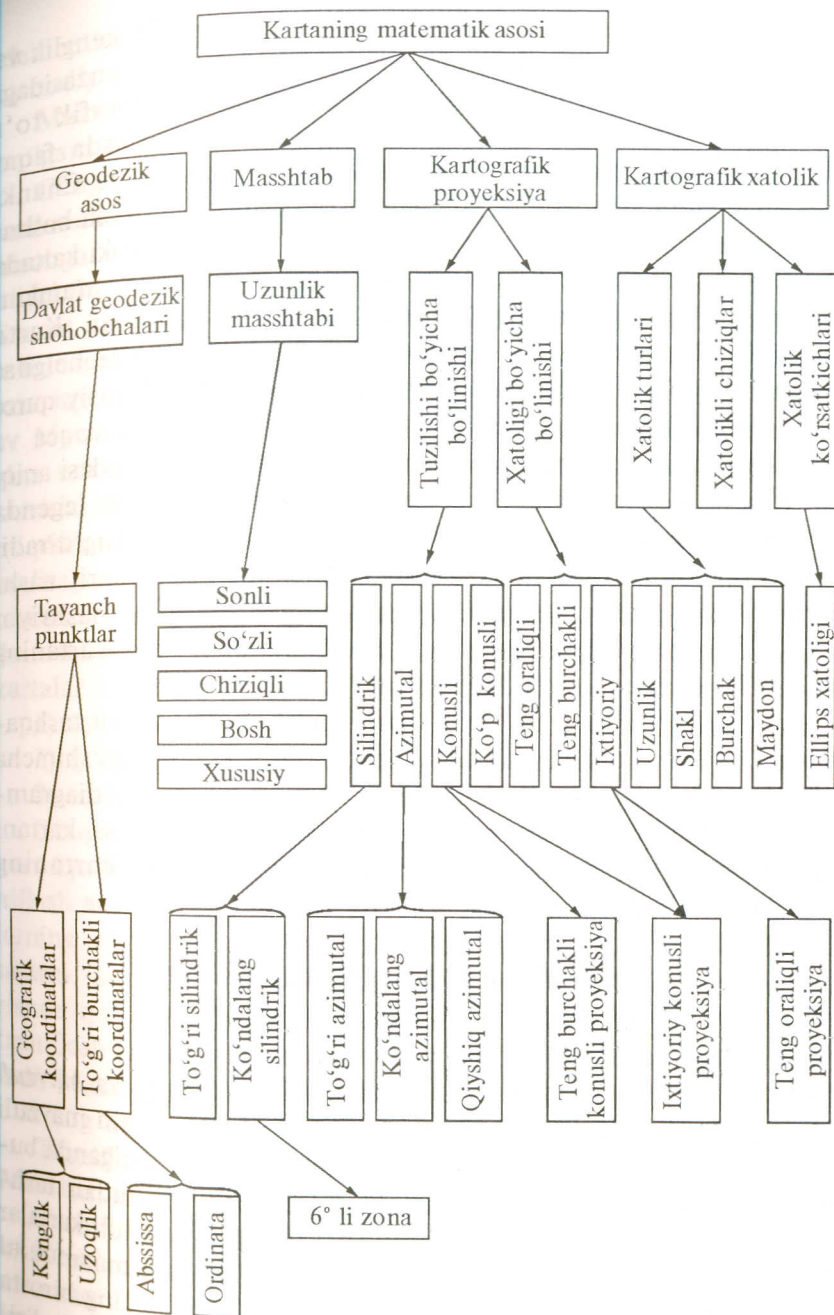 Kartaning matematik asosi
Geodezik
asos
Masshtab
Kartografik
proyeksiya
Kartografik xatolik
Davlat geodezik
shohobchalari
Uzunlik
masshtabi
Tuzilishi bo‘yicha
bo‘linishi
Xatoligi bo‘yicha
bo‘linishi
Xatolik turlari
Xatolikli chiziqlar
Xatolik
ko‘rsatkichlari
Tayanch
punktlar
Sonli
So‘zli
Chiziqli
Bosh
Xususiy
Silindrik
Azimutal
Konusli
Ko‘p konusli
Teng oraliqli
Teng burchakli
Ixtiyoriy
Uzunlik
Shakl
Burchak
Maydon
Ellips xatoligi
Geografik
koordinatalar
To‘g‘ri burchakli
koordinatalar
To‘g‘ri silindrik
Ko‘ndalang
silindrik
To‘g‘ri azimutal
Ko‘ndalang
azimutal
Qiyshiq azimutal
Teng burchakli
konusli proyeksiya
Ixtiyoriy konusli
proyeksiya
Teng oraliqli
proyeksiya
Kenglik
Uzoqlik
Abssissa
Ordinata
6° li zona